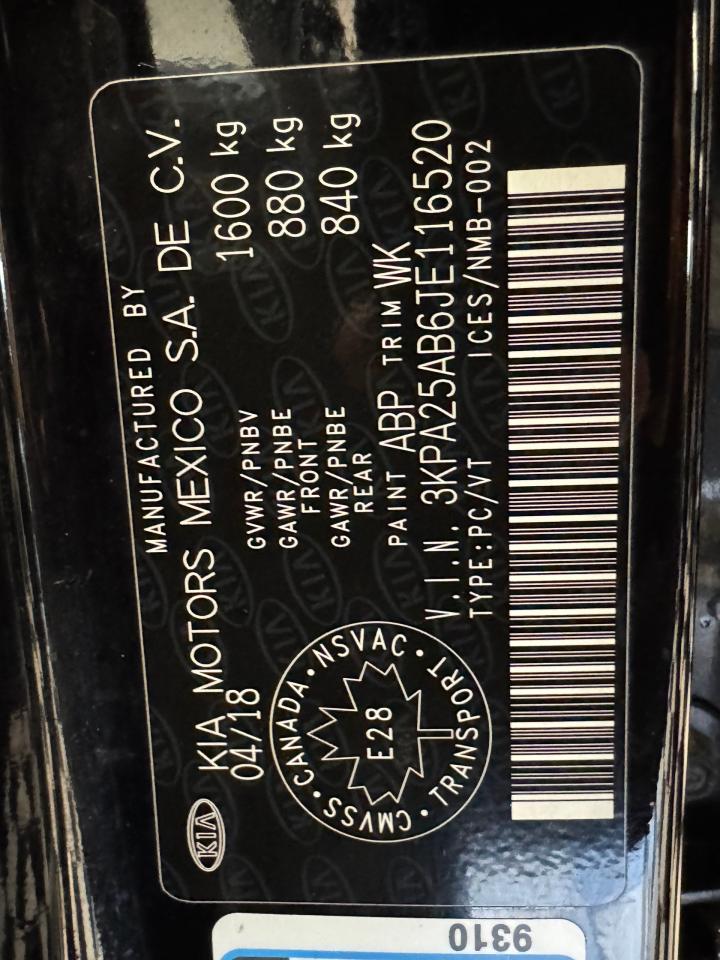 MANUFACTURED BY
KIA KIA MOTORS MEXICO S.A. DE C.V.
04/18
GVWR/PNBV 1600 kg
GAWR/PNBE FRONT 880 kg
GAWR/PNBE REAR 840 kg
PAINT ABP TRIM WK
V.I.N. 3KPA25AB6JE116520
TYPE:PC/VT ICES/NMB-002
CANADA · NSVAC · TRANSPORT · CMVSS ·
E28
9310